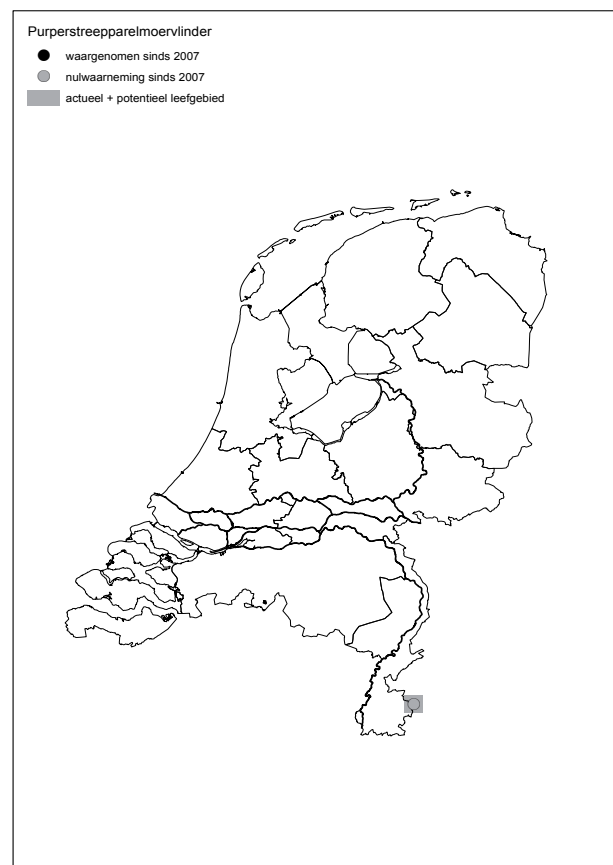 Purperstreepparelmoervlinder
waargenomen sinds 2007
nulwaarneming sinds 2007
actueel + potentieel leefgebied